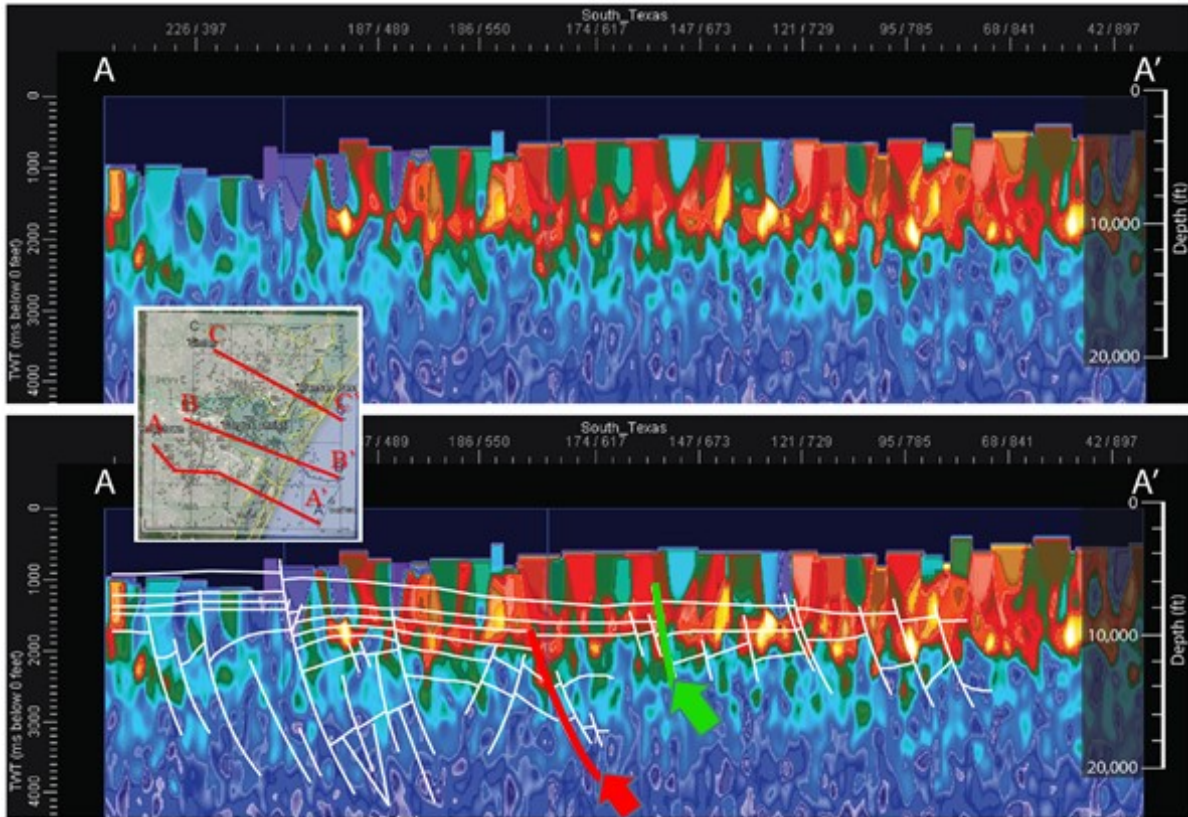 South_Texas
226 / 397 187 / 489 186 / 550 174 / 617 147 / 673 121 / 729 95 / 785 68 / 841 42 / 897
A A'
0
1000
2000
3000
4000
TWT (ms below 0 feet)
0
10,000
20,000
Depth (ft)
C
C
C'
B
B'
A
A'
South_Texas
7 / 489 186 / 550 174 / 617 147 / 673 121 / 729 95 / 785 68 / 841 42 / 897
A A'
0
1000
2000
3000
4000
TWT (ms below 0 feet)
0
10,000
20,000
Depth (ft)